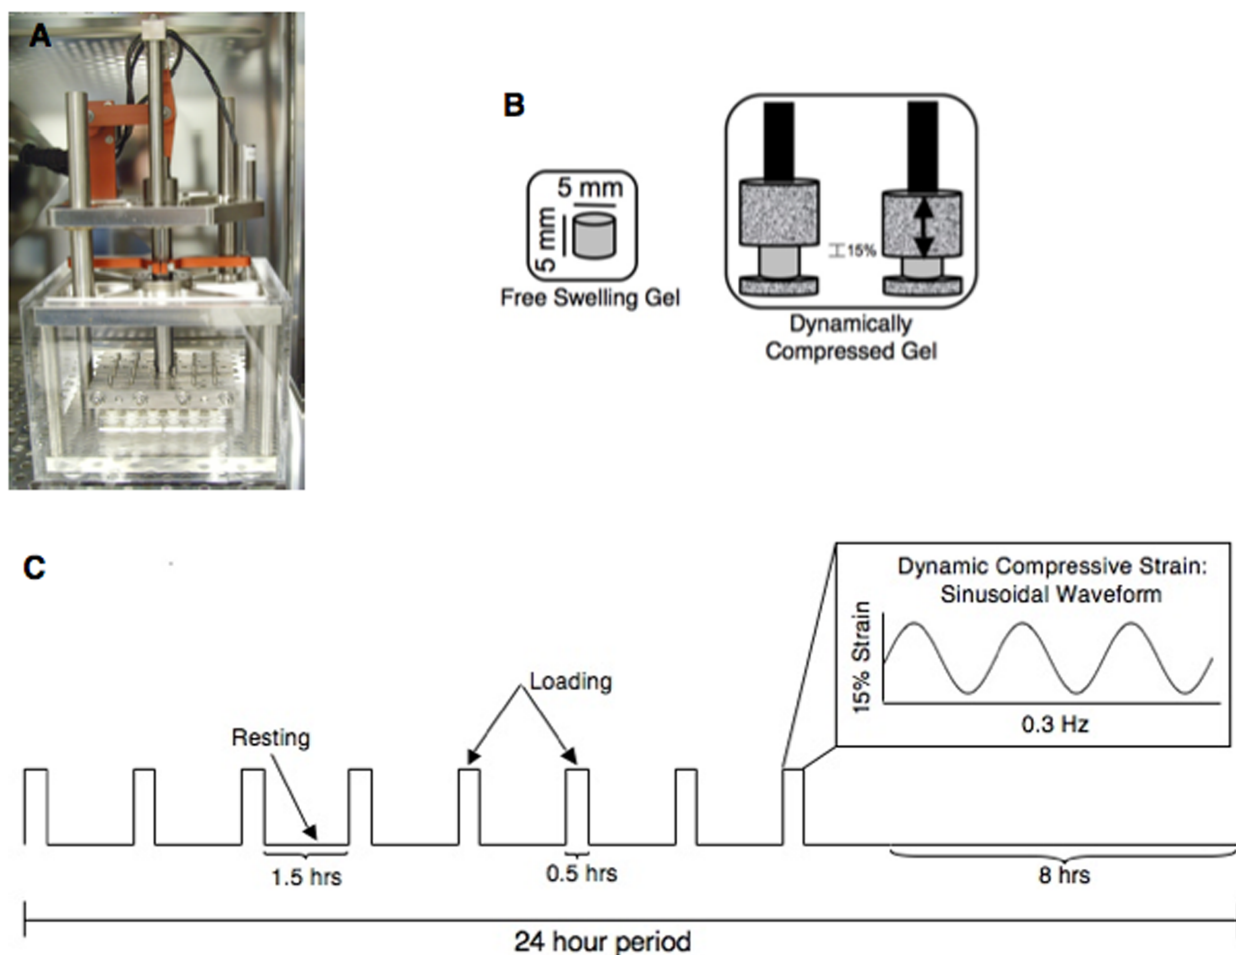 A
B
5 mm
5 mm
Free Swelling Gel
15%
Dynamically
Compressed Gel
C
Dynamic Compressive Strain:
Sinusoidal Waveform
15% Strain
0.3 Hz
Loading
Resting
1.5 hrs
0.5 hrs
8 hrs
24 hour period